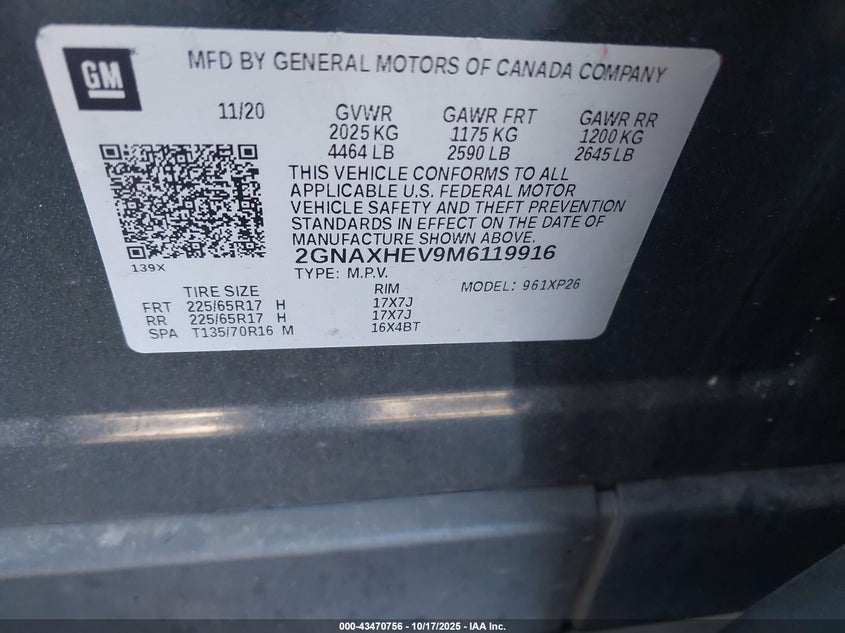 GM
MFD BY GENERAL MOTORS OF CANADA COMPANY
11/20 GVWR GAWR FRT GAWR RR
2025 KG 1175 KG 1200 KG
4464 LB 2590 LB 2645 LB
THIS VEHICLE CONFORMS TO ALL
APPLICABLE U.S. FEDERAL MOTOR
VEHICLE SAFETY AND THEFT PREVENTION
STANDARDS IN EFFECT ON THE DATE OF
MANUFACTURE SHOWN ABOVE.
139X
2GNAXHEV9M6119916
TYPE: M.P.V. MODEL: 961XP26
TIRE SIZE RIM
FRT 225/65R17 H 17X7J
RR 225/65R17 H 17X7J
SPA T135/70R16 M 16X4BT
000-43470756 | 10/17/2025 - IAA Inc.